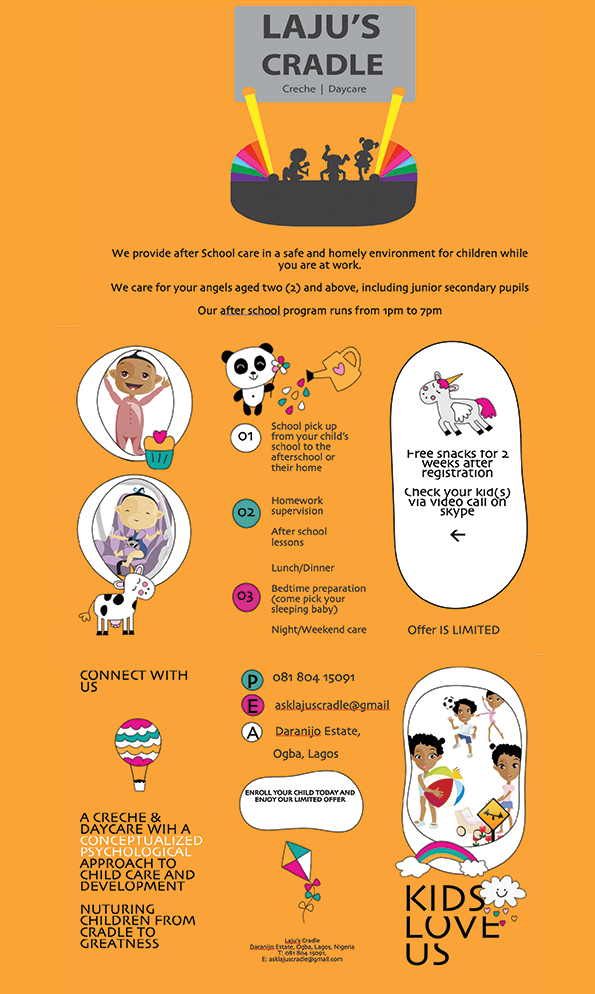 LAJU'S
CRADLE
Creche | Daycare
We provide after School care in a safe and homely environment for children while
you are at work.
We care for your angels aged two (2) and above, including junior secondary pupils
Our after school program runs from 1pm to 7pm
01
School pick up
from your child's
school to the
afterschool or
their home
02
Homework
supervision
After school
lessons
Lunch/Dinner
03
Bedtime preparation
(come pick your
sleeping baby)
Night/Weekend care
Free snacks for 2
weeks after
registration
Check your kid(s)
via video call on
skype
Offer IS LIMITED
CONNECT WITH
US
P
081 804 15091
E
asklajuscradle@gmail
A
Daranijo Estate,
Ogba, Lagos
ENROLL YOUR CHILD TODAY AND
ENJOY OUR LIMITED OFFER
A CRECHE &
DAYCARE WIH A
CONCEPTUALIZED
PSYCHOLOGICAL
APPROACH TO
CHILD CARE AND
DEVELOPMENT
NUTURING
CHILDREN FROM
CRADLE TO
GREATNESS
Laju's Cradle
Daranijo Estate, Ogba, Lagos, Nigeria
T: 081 804 15091,
E: asklajuscradle@gmail.com
KIDS
LOVE
US